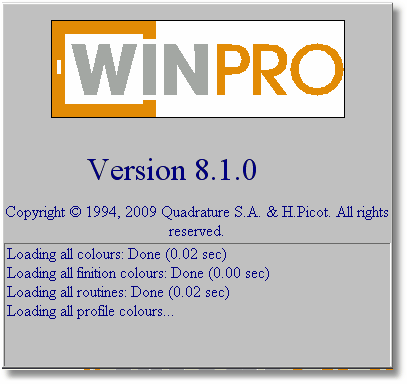 WINPRO
Version 8.1.0
Copyright © 1994, 2009 Quadrature S.A. & H.Picot. All rights
reserved.
Loading all colours: Done (0.02 sec)
Loading all finition colours: Done (0.00 sec)
Loading all routines: Done (0.02 sec)
Loading all profile colours...